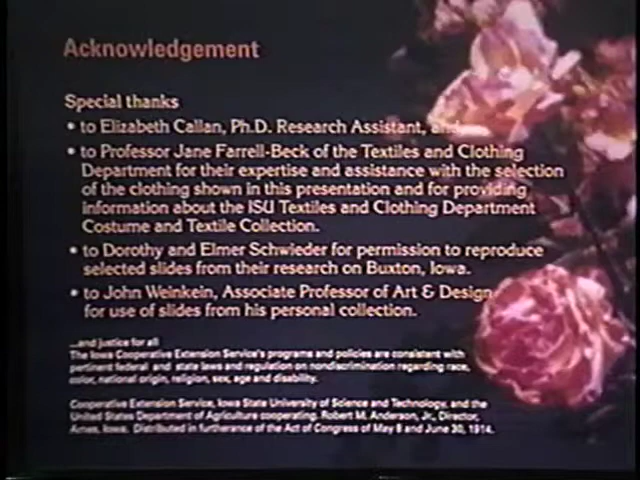 Acknowledgement
Special thanks
• to Elizabeth Callan, Ph.D. Research Assistant, and
• to Professor Jane Farrell-Beck of the Textiles and Clothing
Department for their expertise and assistance with the selection
of the clothing shown in this presentation and for providing
information about the ISU Textiles and Clothing Department
Costume and Textile Collection.
• to Dorothy and Elmer Schwieder for permission to reproduce
selected slides from their research on Buxton, Iowa.
• to John Weinkein, Associate Professor of Art & Design
for use of slides from his personal collection.
...and justice for all
The Iowa Cooperative Extension Service's programs and policies are consistent with
pertinent federal and state laws and regulation on nondiscrimination regarding race,
color, national origin, religion, sex, age and disability.
Cooperative Extension Service, Iowa State University of Science and Technology, and the
United States Department of Agriculture cooperating. Robert M. Anderson, Jr., Director,
Ames, Iowa. Distributed in furtherance of the Act of Congress of May 8 and June 30, 1914.